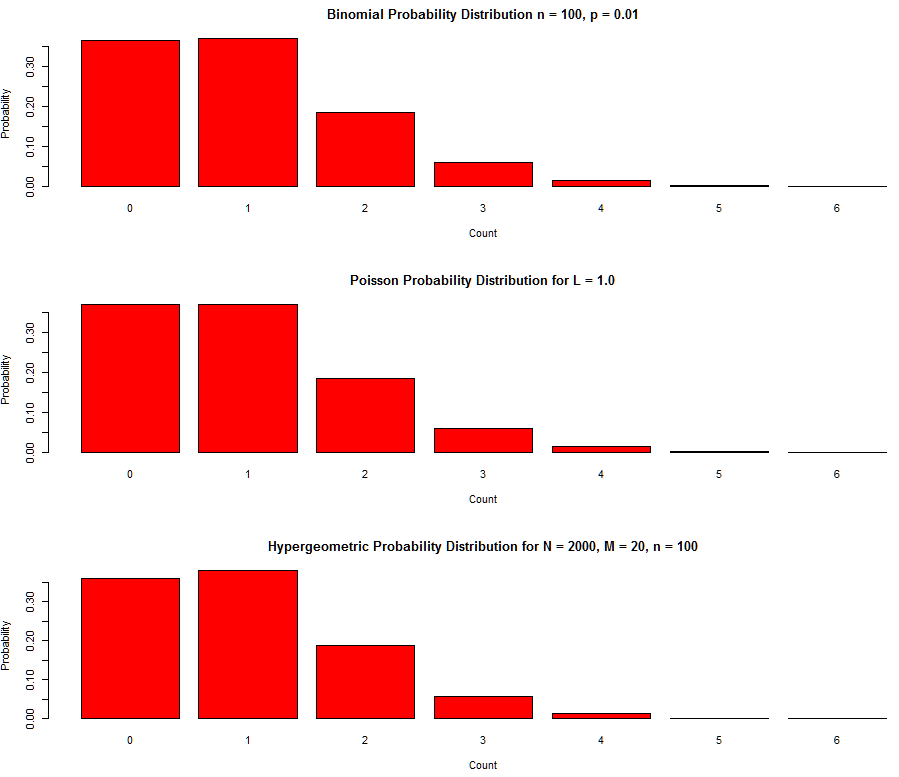 Binomial Probability Distribution n = 100, p = 0.01
Probability
0.00 0.10 0.20 0.30
0 1 2 3 4 5 6
Count
Poisson Probability Distribution for L = 1.0
Probability
0.00 0.10 0.20 0.30
0 1 2 3 4 5 6
Count
Hypergeometric Probability Distribution for N = 2000, M = 20, n = 100
Probability
0.00 0.10 0.20 0.30
0 1 2 3 4 5 6
Count